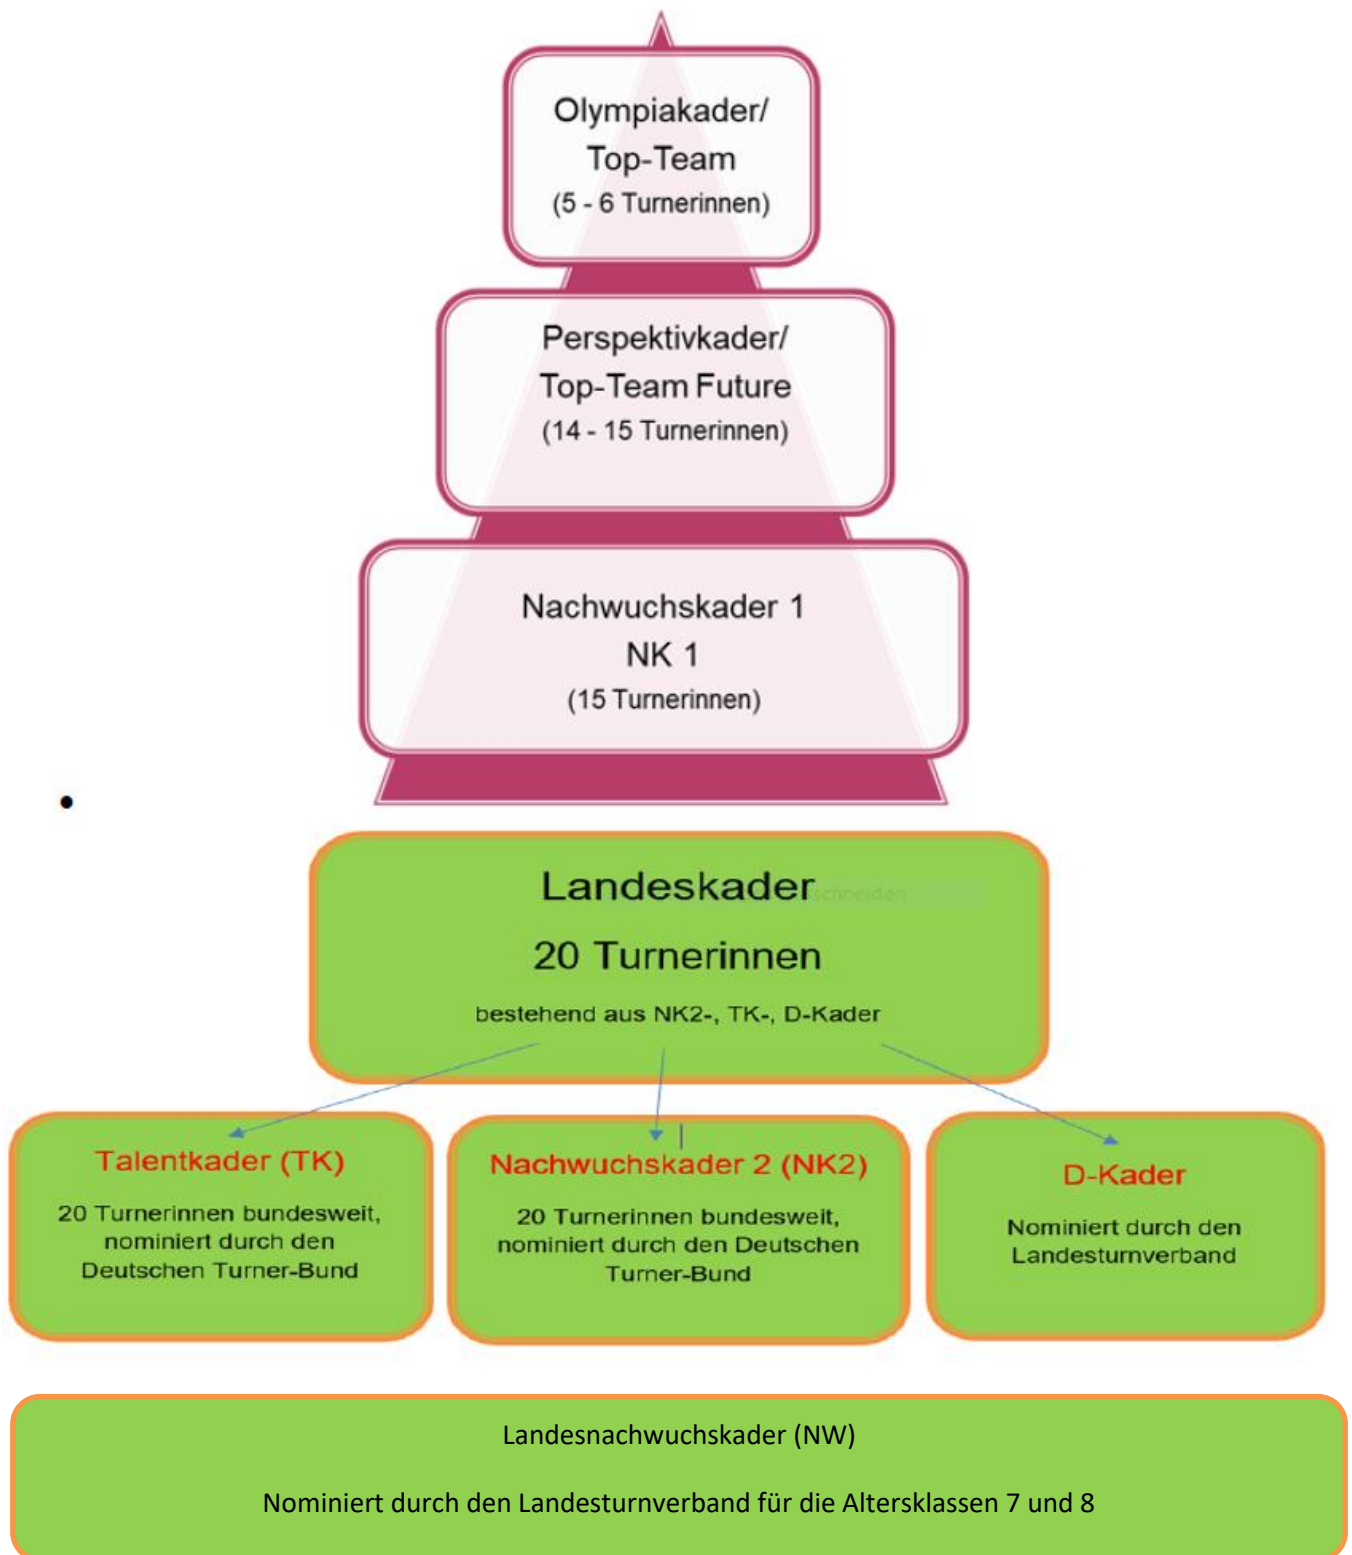 Olympiakader/
Top-Team
(5 - 6 Turnerinnen)
Perspektivkader/
Top-Team Future
(14 - 15 Turnerinnen)
Nachwuchskader 1
NK 1
(15 Turnerinnen)
•
Landeskader
20 Turnerinnen
bestehend aus NK2-, TK-, D-Kader
Talentkader (TK)
20 Turnerinnen bundesweit,
nominiert durch den
Deutschen Turner-Bund
Nachwuchskader 2 (NK2)
20 Turnerinnen bundesweit,
nominiert durch den Deutschen
Turner-Bund
D-Kader
Nominiert durch den
Landesturnverband
Landesnachwuchskader (NW)
Nominiert durch den Landesturnverband für die Altersklassen 7 und 8